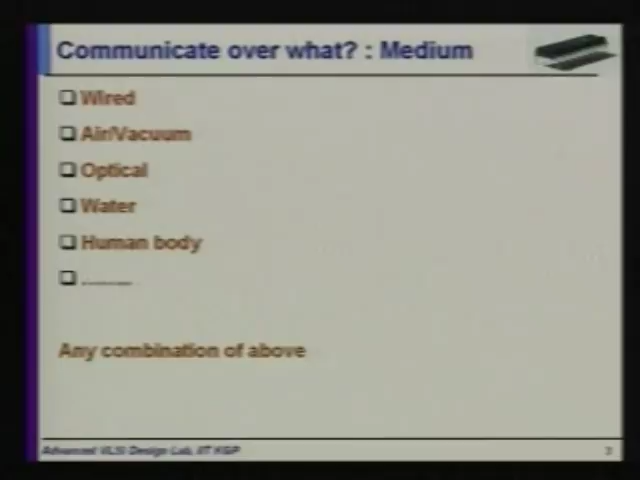 Communicate over what? : Medium
Wired
Air/Vacuum
Optical
Water
Human body
.........
Any combination of above
Advanced VLSI Design Lab, IIT KGP
3